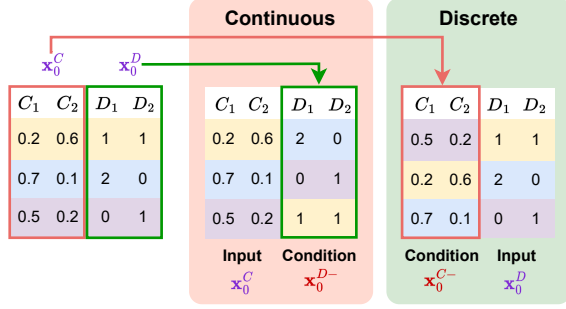 Continuous Discrete
x_0^C x_0^D
C_1 C_2 D_1 D_2 C_1 C_2 D_1 D_2 C_1 C_2 D_1 D_2
0.2 0.6 1 1 0.2 0.6 2 0 0.5 0.2 1 1
0.7 0.1 2 0 0.7 0.1 0 1 0.2 0.6 2 0
0.5 0.2 0 1 0.5 0.2 1 1 0.7 0.1 0 1
Input Condition Condition Input
x_0^C x_0^{D-} x_0^{C-} x_0^D